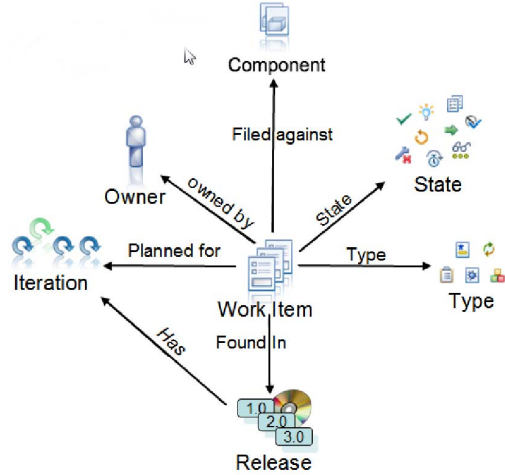 Component
Filed against
Owner
owned by
State
State
Planned for
Type
Iteration
Work Item
Type
Has
Found In
1.0
2.0
3.0
Release